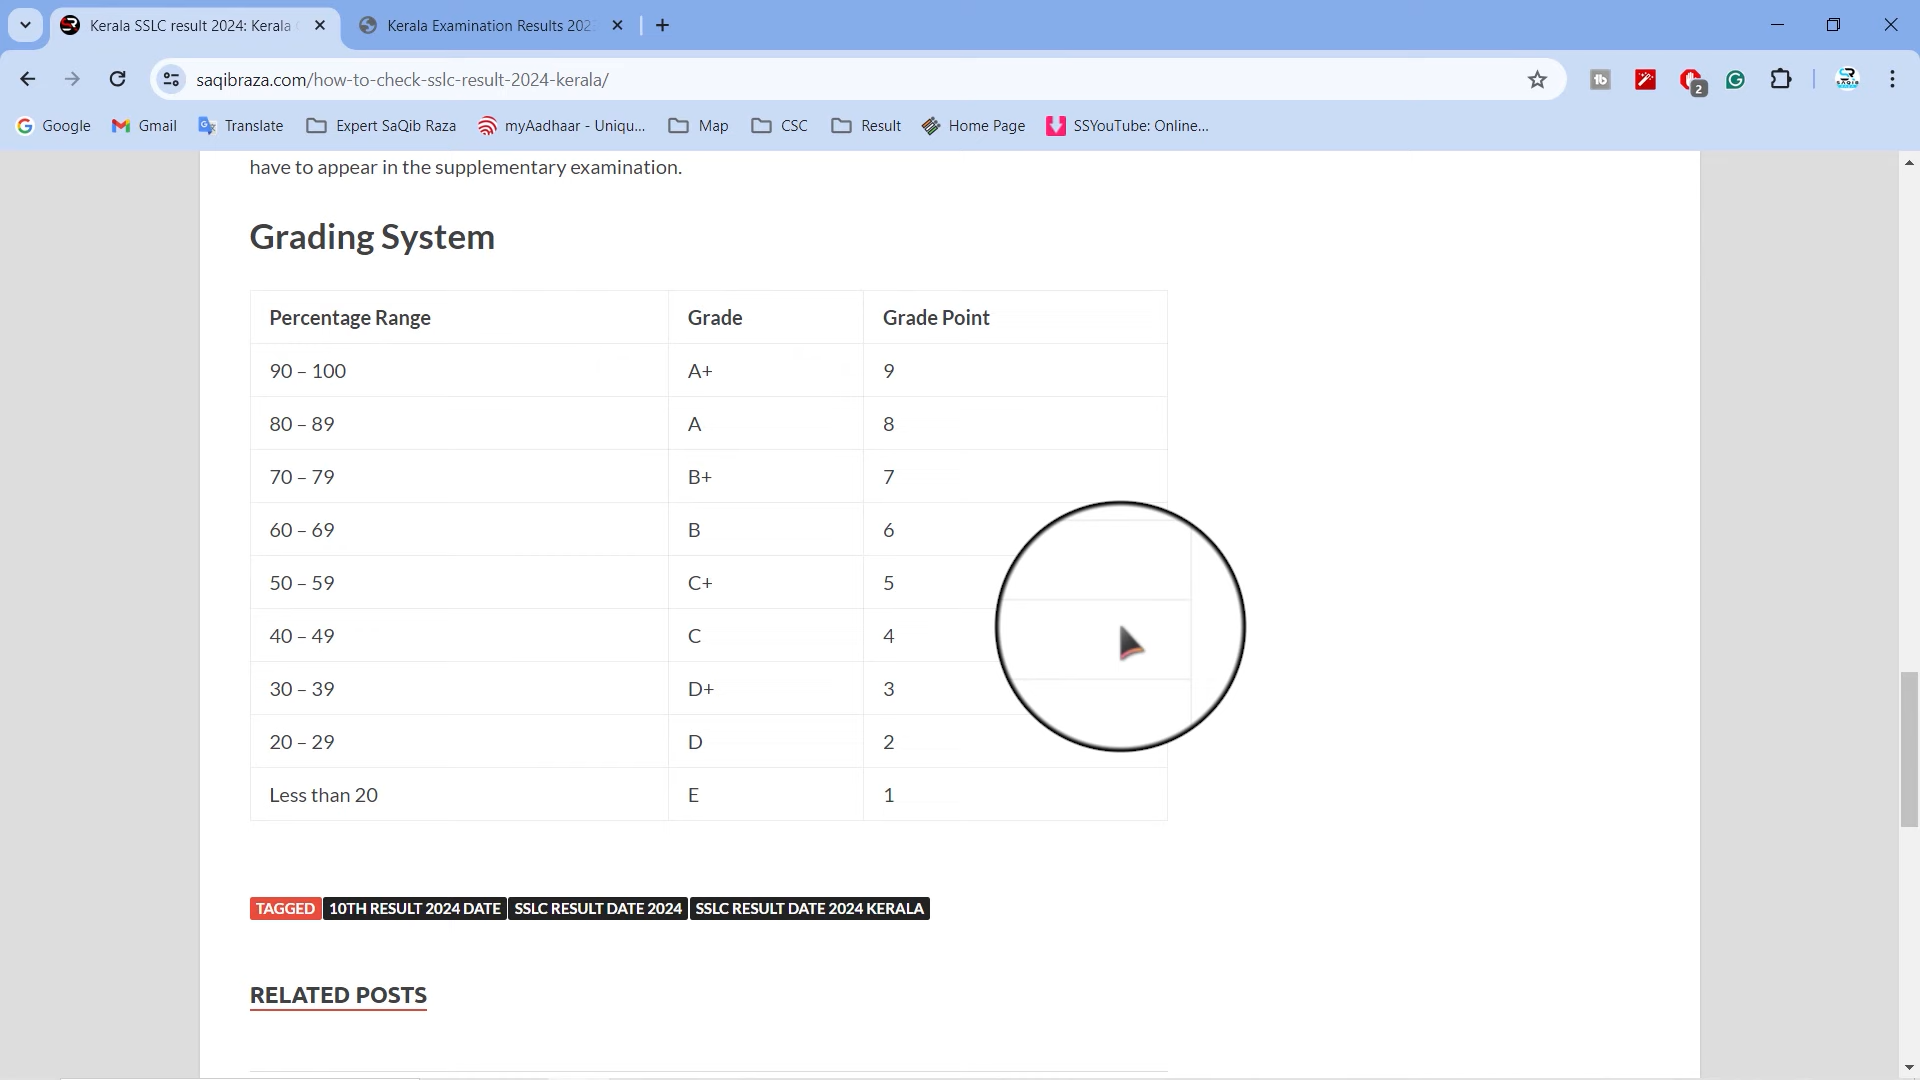 Kerala SSLC result 2024: Kerala
Kerala Examination Results 202
saqibraza.com/how-to-check-sslc-result-2024-kerala/
2
Google
Gmail
Translate
Expert SaQib Raza
myAadhaar - Uniqu...
Map
CSC
Result
Home Page
SSYouTube: Online...
have to appear in the supplementary examination.
Grading System
Percentage Range Grade Grade Point
90 – 100 A+ 9
80 – 89 A 8
70 – 79 B+ 7
60 – 69 B 6
50 – 59 C+ 5
40 – 49 C 4
30 – 39 D+ 3
20 – 29 D 2
Less than 20 E 1
TAGGED 10TH RESULT 2024 DATE SSLC RESULT DATE 2024 SSLC RESULT DATE 2024 KERALA
RELATED POSTS